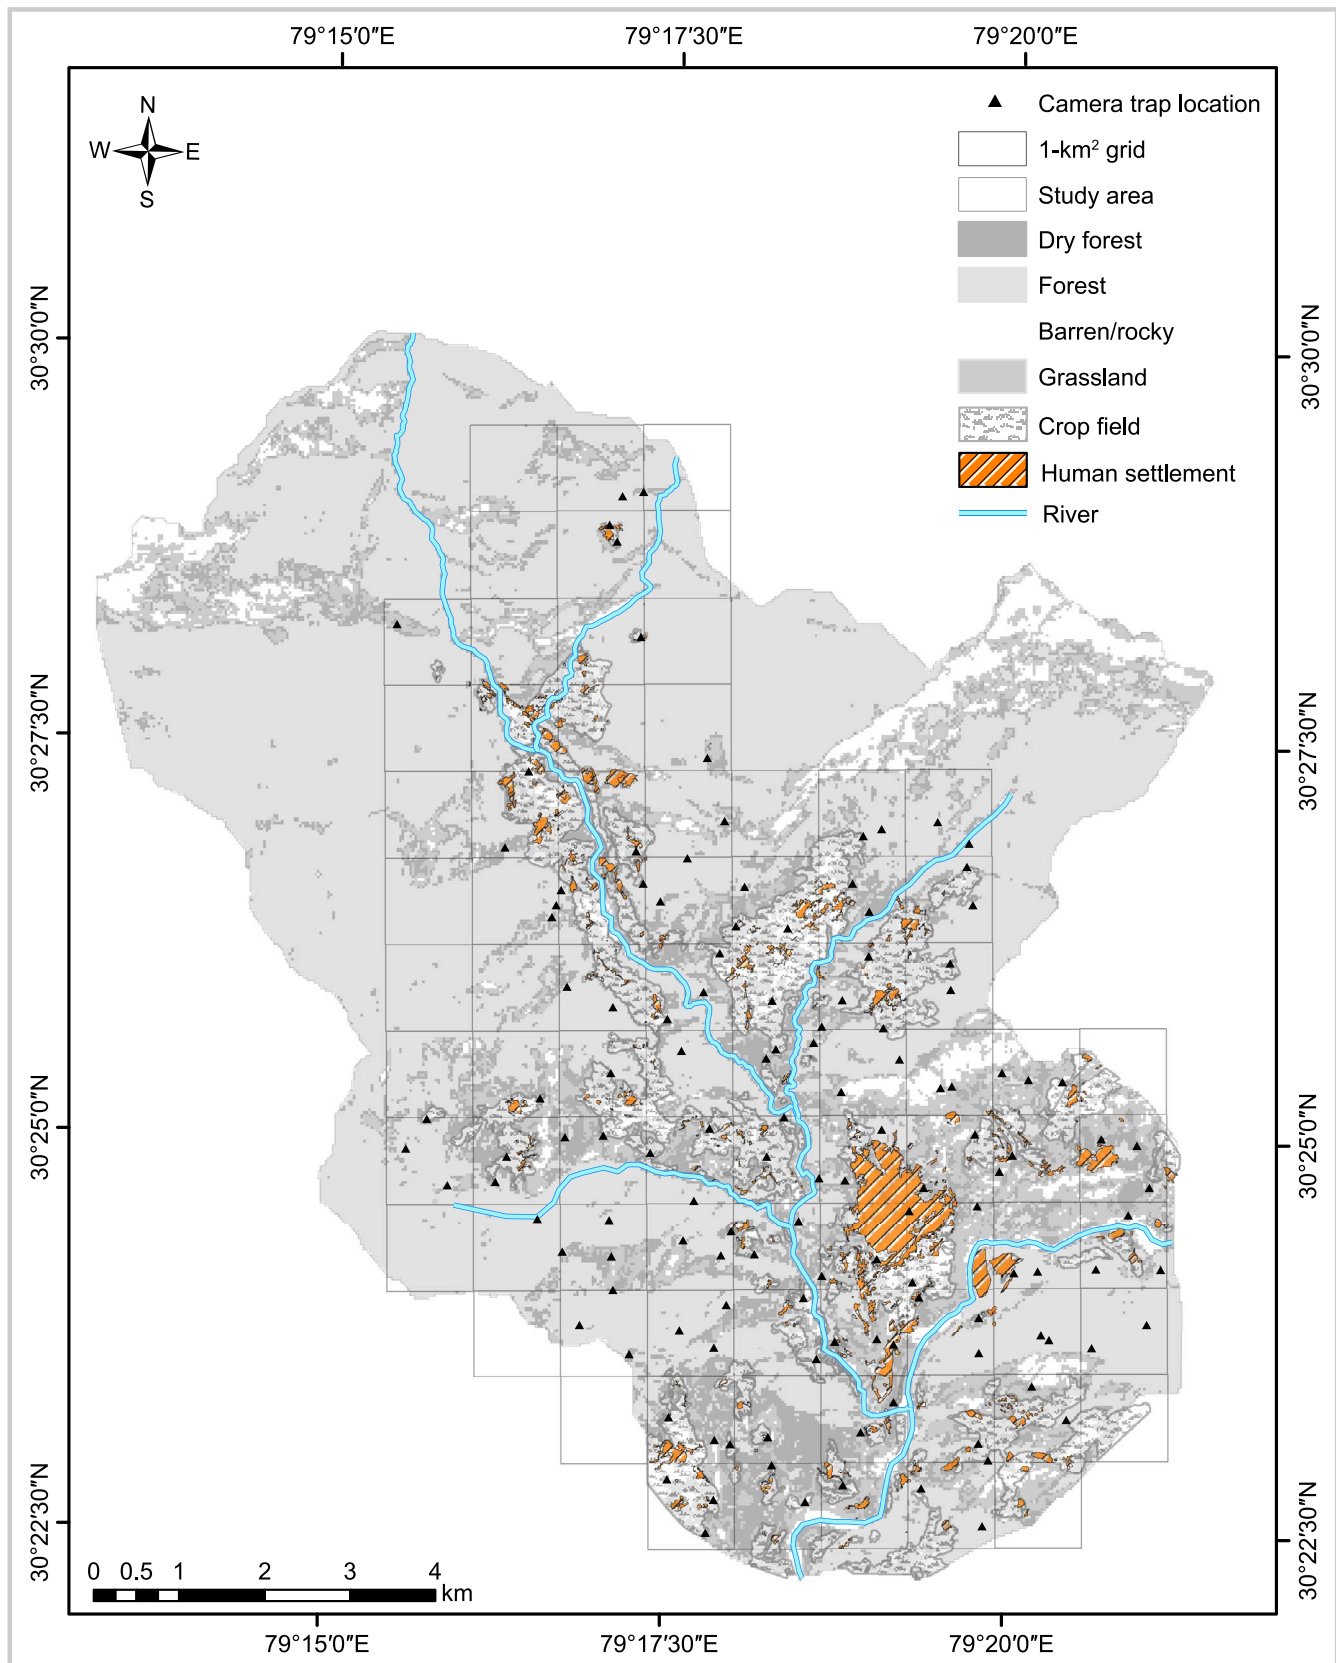 79°15′0″E 79°17′30″E 79°20′0″E
N
W E
S
Camera trap location
1-km² grid
Study area
Dry forest
Forest
Barren/rocky
Grassland
Crop field
Human settlement
River
30°30′0″N
30°27′30″N
30°25′0″N
30°22′30″N
30°30′0″N
30°27′30″N
30°25′0″N
30°22′30″N
0 0.5 1 2 3 4
km
79°15′0″E 79°17′30″E 79°20′0″E